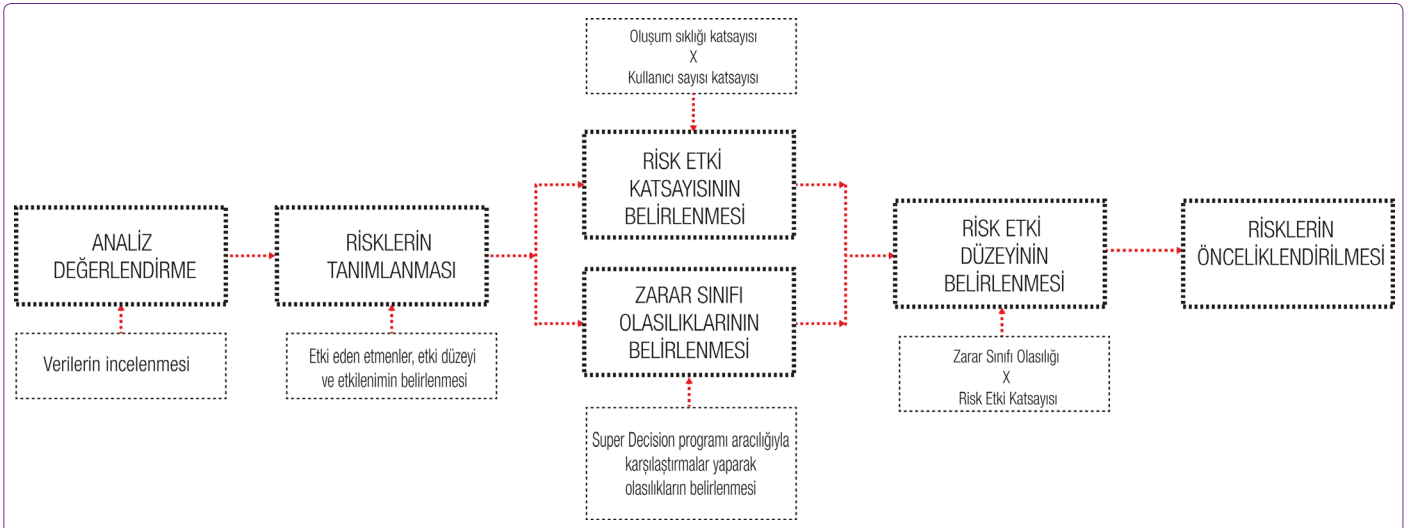 ANALİZ
DEĞERLENDİRME
Verilerin incelenmesi
RİSKLERİN
TANIMLANMASI
Etki eden etmenler, etki düzeyi
ve etkilenimin belirlenmesi
Oluşum sıklığı katsayısı
X
Kullanıcı sayısı katsayısı
RİSK ETKİ
KATSAYISININ
BELİRLENMESİ
ZARAR SINIFI
OLASILIKLARININ
BELİRLENMESİ
Super Decision programı aracılığıyla
karşılaştırmalar yaparak
olasılıkların belirlenmesi
RİSK ETKİ
DÜZEYİNİN
BELİRLENMESİ
Zarar Sınıfı Olasılığı
X
Risk Etki Katsayısı
RİSKLERİN
ÖNCELİKLENDİRİLMESİ